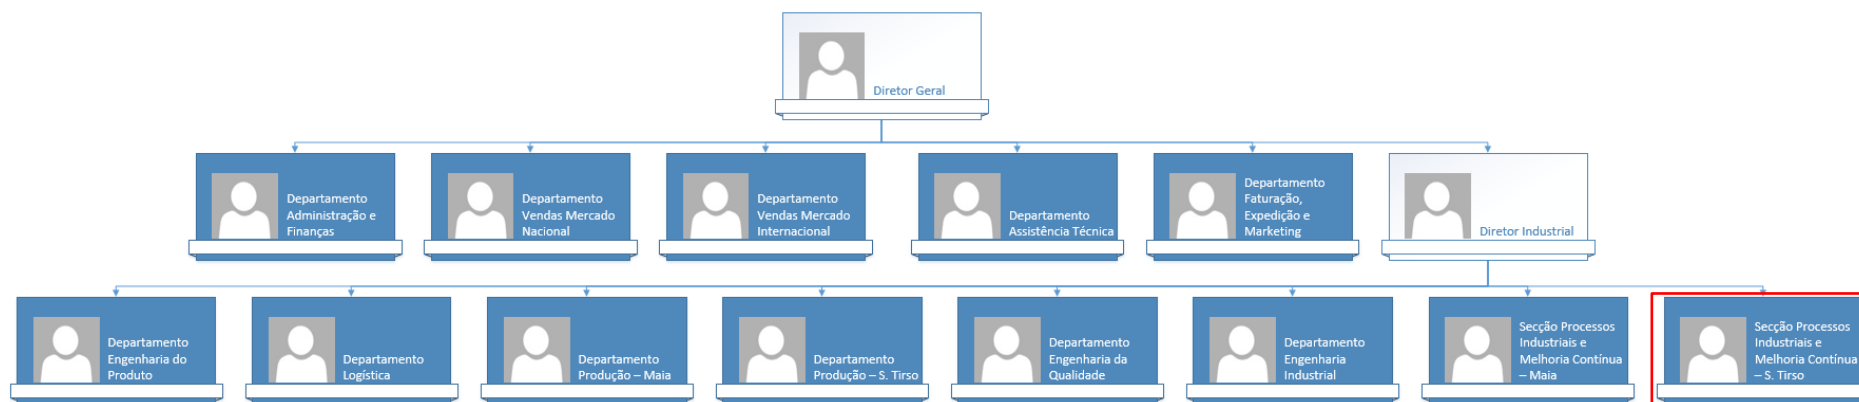 Diretor Geral
Departamento
Administração e
Finanças
Departamento
Vendas Mercado
Nacional
Departamento
Vendas Mercado
Internacional
Departamento
Assistência Técnica
Departamento
Faturação,
Expedição e
Marketing
Diretor Industrial
Departamento
Engenharia do
Produto
Departamento
Logística
Departamento
Produção – Maia
Departamento
Produção – S. Tirso
Departamento
Engenharia da
Qualidade
Departamento
Engenharia
Industrial
Secção Processos
Industriais e
Melhoria Contínua
– Maia
Secção Processos
Industriais e
Melhoria Contínua
– S. Tirso